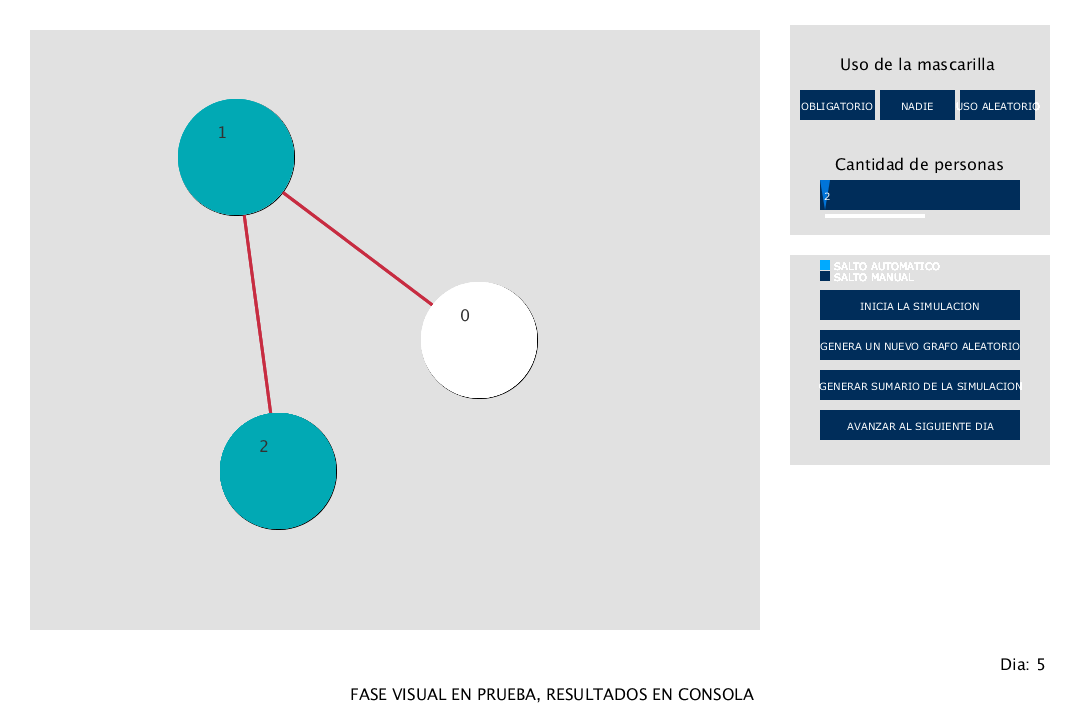 1
0
2
Uso de la mascarilla
OBLIGATORIO
NADIE
USO ALEATORIO
Cantidad de personas
2
SALTO AUTOMATICO
SALTO MANUAL
INICIA LA SIMULACION
GENERA UN NUEVO GRAFO ALEATORIO
GENERAR SUMARIO DE LA SIMULACION
AVANZAR AL SIGUIENTE DIA
Dia: 5
FASE VISUAL EN PRUEBA, RESULTADOS EN CONSOLA